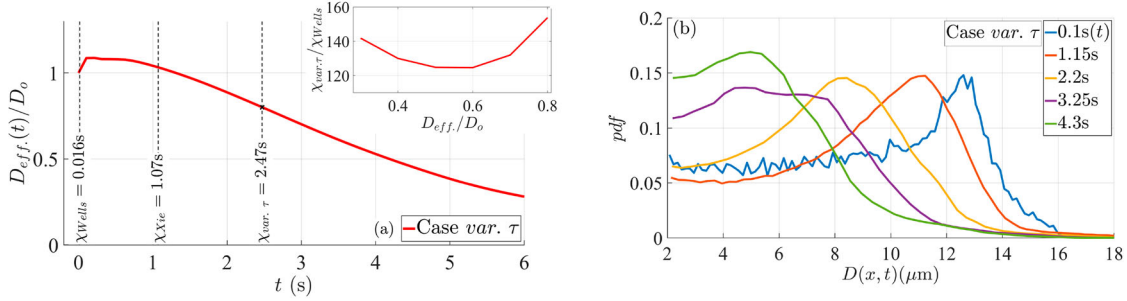 D_eff.(t)/D_o
1
0.5
0
χ_Wells = 0.016s
χ_Xie = 1.07s
χ_var. τ = 2.47s
(a)
Case var. τ
0 1 2 3 4 5 6
t (s)
χ_var.τ/χ_Wells
160
140
120
0.4 0.6 0.8
D_eff./D_o
(b)
Case var. τ
0.1s(t)
1.15s
2.2s
3.25s
4.3s
pdf
0.20
0.15
0.1
0.05
0
2 4 6 8 10 12 14 16 18
D(x,t)(μm)